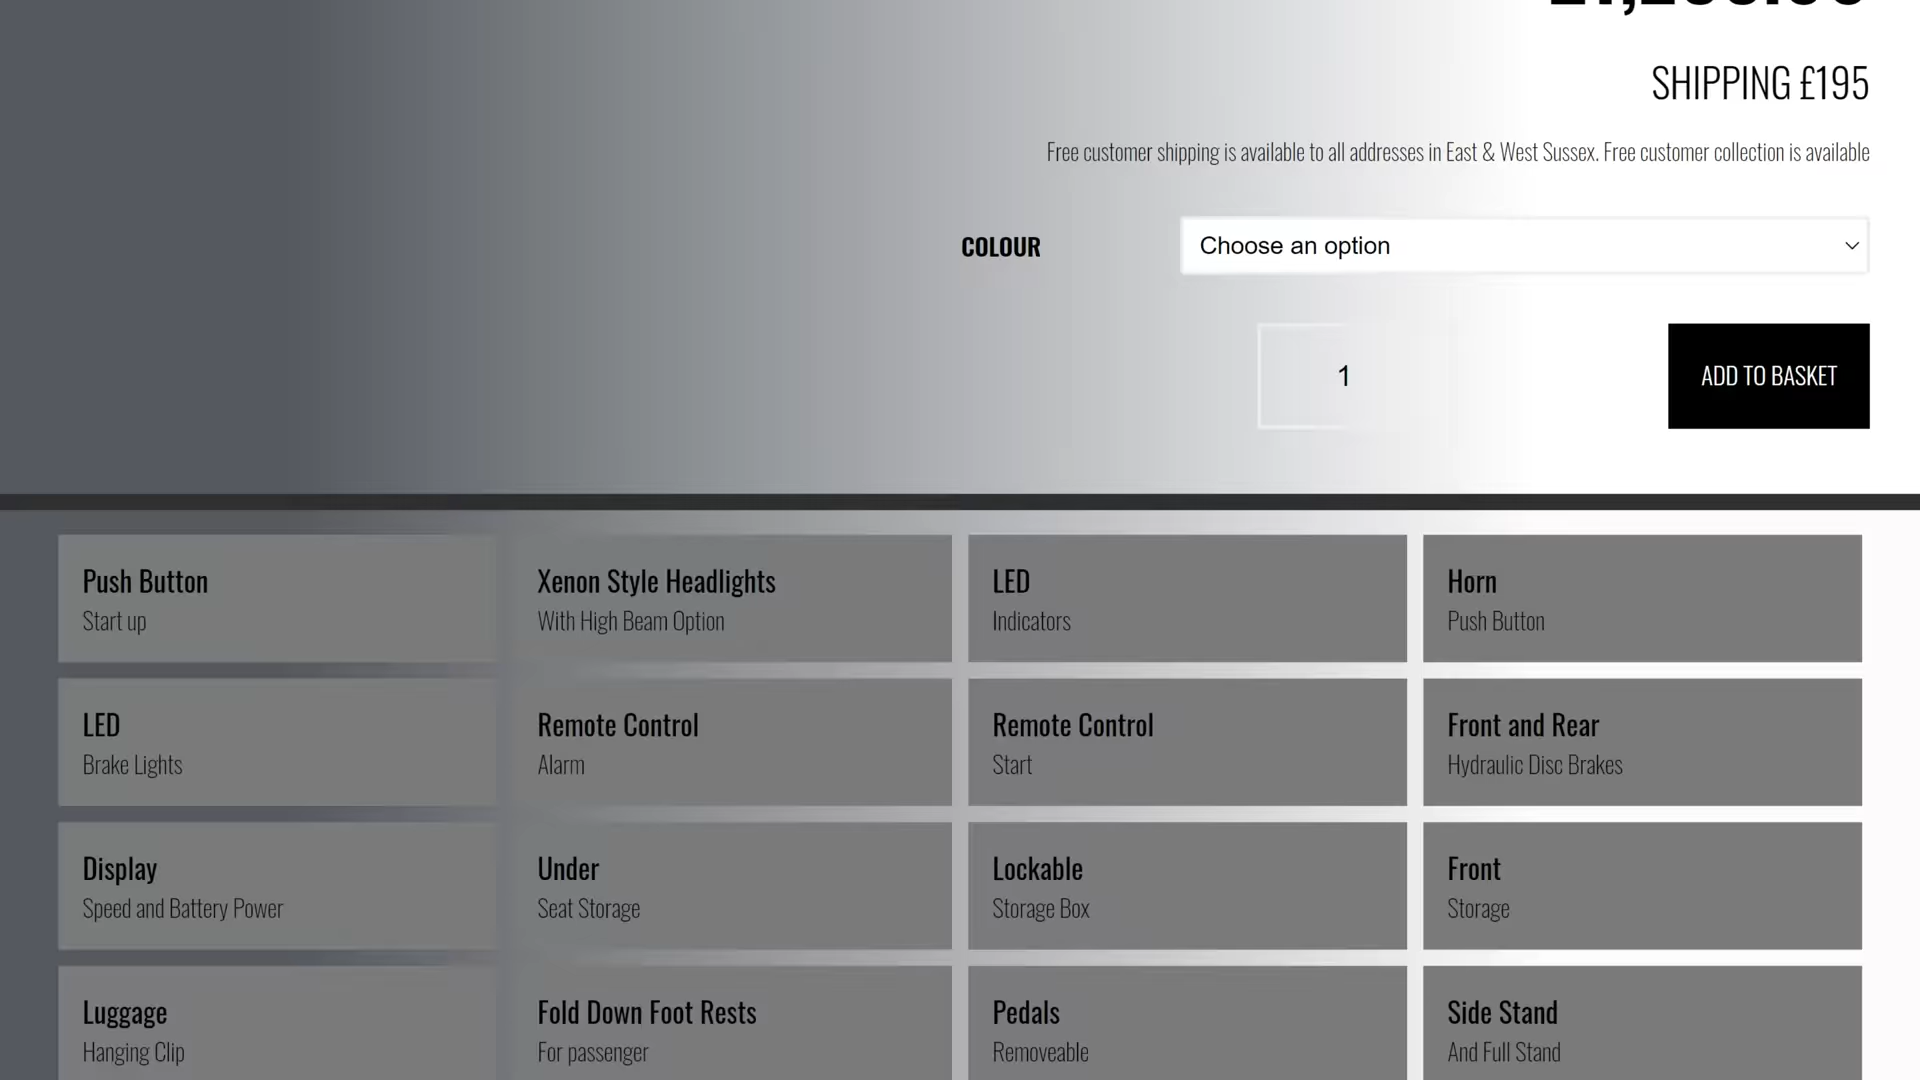 SHIPPING £195
Free customer shipping is available to all addresses in East & West Sussex. Free customer collection is available
COLOUR
Choose an option
1
ADD TO BASKET
Push Button
Start up
Xenon Style Headlights
With High Beam Option
LED
Indicators
Horn
Push Button
LED
Brake Lights
Remote Control
Alarm
Remote Control
Start
Front and Rear
Hydraulic Disc Brakes
Display
Speed and Battery Power
Under
Seat Storage
Lockable
Storage Box
Front
Storage
Luggage
Hanging Clip
Fold Down Foot Rests
For passenger
Pedals
Removeable
Side Stand
And Full Stand